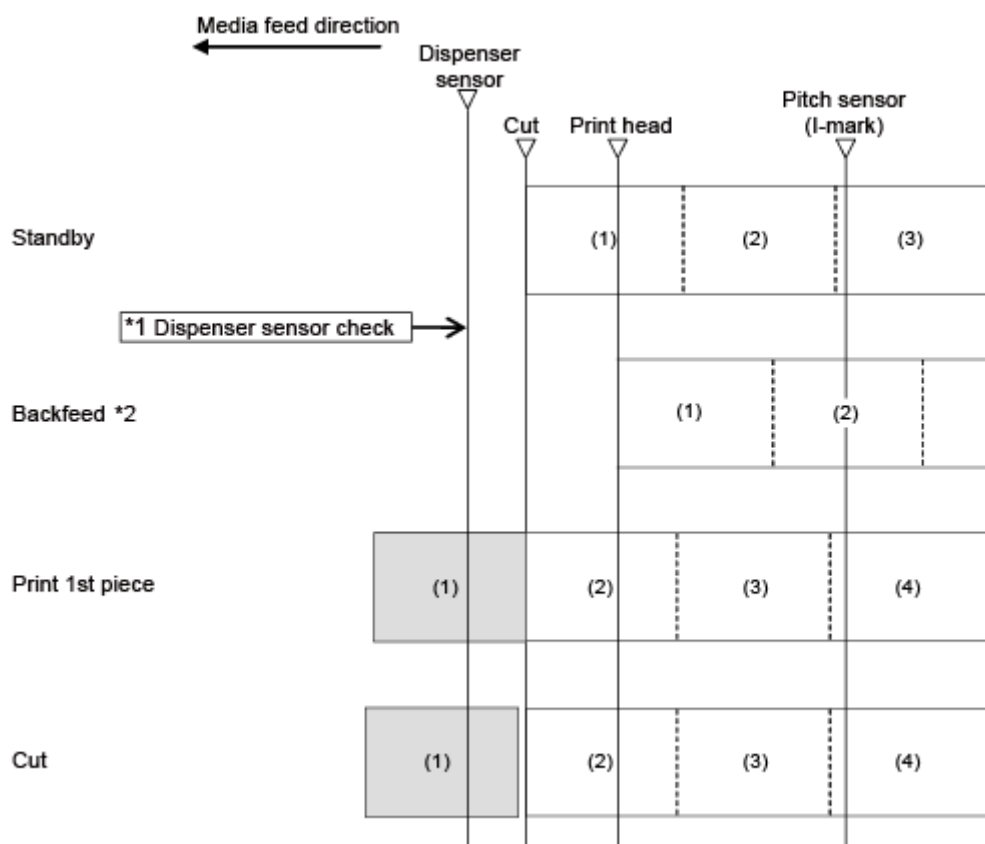 Media feed direction
Dispenser
sensor
Cut
Print head
Pitch sensor
(I-mark)
Standby
(1)
(2)
(3)
*1 Dispenser sensor check
Backfeed *2
(1)
(2)
Print 1st piece
(1)
(2)
(3)
(4)
Cut
(1)
(2)
(3)
(4)